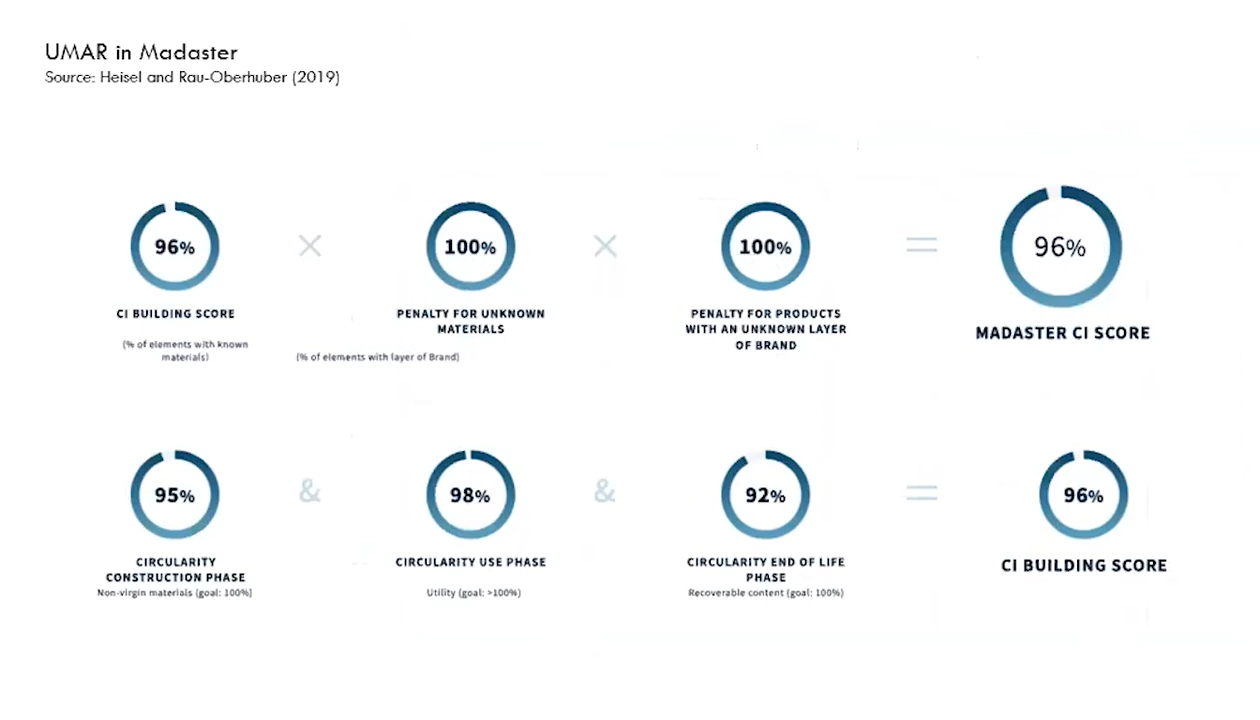 UMAR in Madaster
Source: Heisel and Rau-Oberhuber (2019)
96% × 100% × 100% = 96%
CI BUILDING SCORE
(% of elements with known
materials)
PENALTY FOR UNKNOWN
MATERIALS
(% of elements with layer of Brand)
PENALTY FOR PRODUCTS
WITH AN UNKNOWN LAYER
OF BRAND
MADASTER CI SCORE
95% & 98% & 92% = 96%
CIRCULARITY
CONSTRUCTION PHASE
Non-virgin materials (goal: 100%)
CIRCULARITY USE PHASE
Utility (goal: >100%)
CIRCULARITY END OF LIFE
PHASE
Recoverable content (goal: 100%)
CI BUILDING SCORE